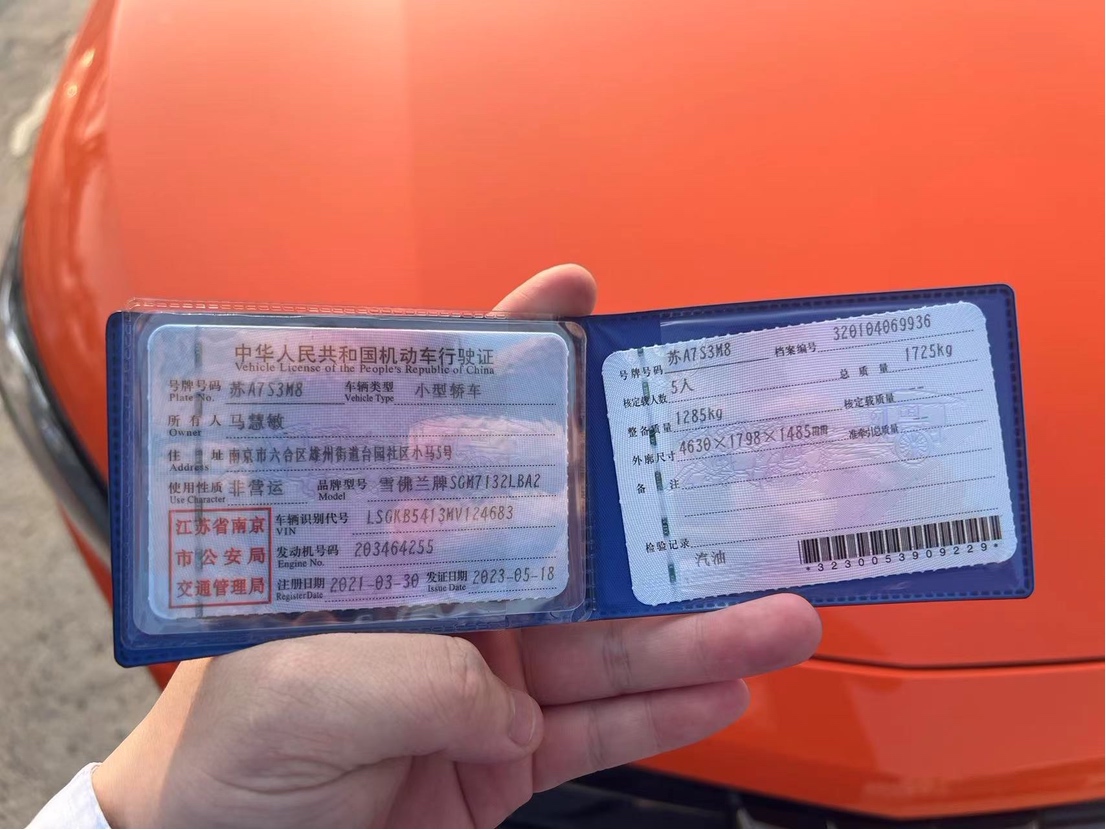 中华人民共和国机动车行驶证
Vehicle License of the People's Republic of China
号牌号码 苏A7S3M8 车辆类型 小型轿车
Plate No. Vehicle Type
所有人 马慧敏
Owner
住址 南京市六合区雄州街道台园社区小马5号
Address
使用性质 非营运 品牌型号 雪佛兰牌SGM7132LBA2
Use Character Model
江苏省南京
市公安局
交通管理局
车辆识别代号 LSGKB5413MV124683
VIN
发动机号码 203464255
Engine No.
注册日期 2021-03-30 发证日期 2023-05-18
Register Date Issue Date
号牌号码 苏A7S3M8 档案编号 320104069936
核定载人数 5人 总质量 1725kg
整备质量 1285kg 核定载质量
外廓尺寸 4630×1798×1485mm 准牵引总质量
备注
检验记录
汽油
*3230053909229*